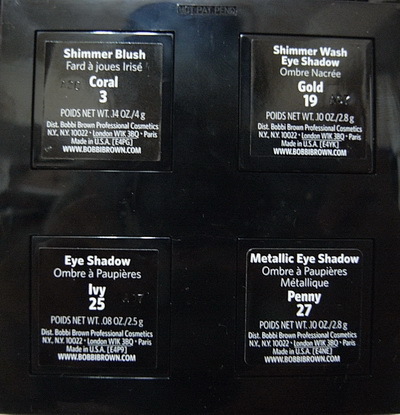 Shimmer Blush
Fard à joues Irisé
Coral
3
POIDS NET WT. .14 OZ./4 g
Dist. Bobbi Brown Professional Cosmetics
N.Y., N.Y. 10022 • London W1K 3BQ • Paris
Made in U.S.A. [E4PG]
WWW.BOBBIBROWN.COM
Shimmer Wash
Eye Shadow
Ombre Nacrée
Gold
19
POIDS NET WT. .10 OZ./2.8 g
Dist. Bobbi Brown Professional Cosmetics
N.Y., N.Y. 10022 • London W1K 3BQ • Paris
Made in U.S.A. [E4YK]
WWW.BOBBIBROWN.COM
Eye Shadow
Ombre à Paupières
Ivy
25
POIDS NET WT. .08 OZ./2.5 g
Dist. Bobbi Brown Professional Cosmetics
N.Y., N.Y. 10022 • London W1K 3BQ • Paris
Made in U.S.A. [E4P9]
WWW.BOBBIBROWN.COM
Metallic Eye Shadow
Ombre à Paupières
Métallique
Penny
27
POIDS NET WT. .10 OZ./2.8 g
Dist. Bobbi Brown Professional Cosmetics
N.Y., N.Y. 10022 • London W1K 3BQ • Paris
Made in U.S.A. [E4NE]
WWW.BOBBIBROWN.COM